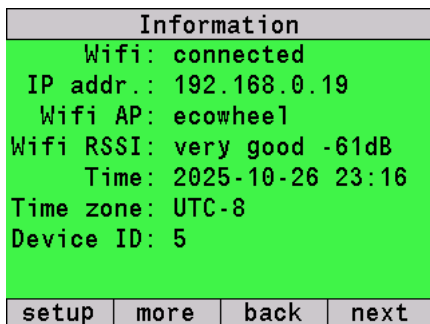 Information
Wifi: connected
IP addr.: 192.168.0.19
Wifi AP: ecowheel
Wifi RSSI: very good -61dB
Time: 2025-10-26 23:16
Time zone: UTC-8
Device ID: 5
setup more back next